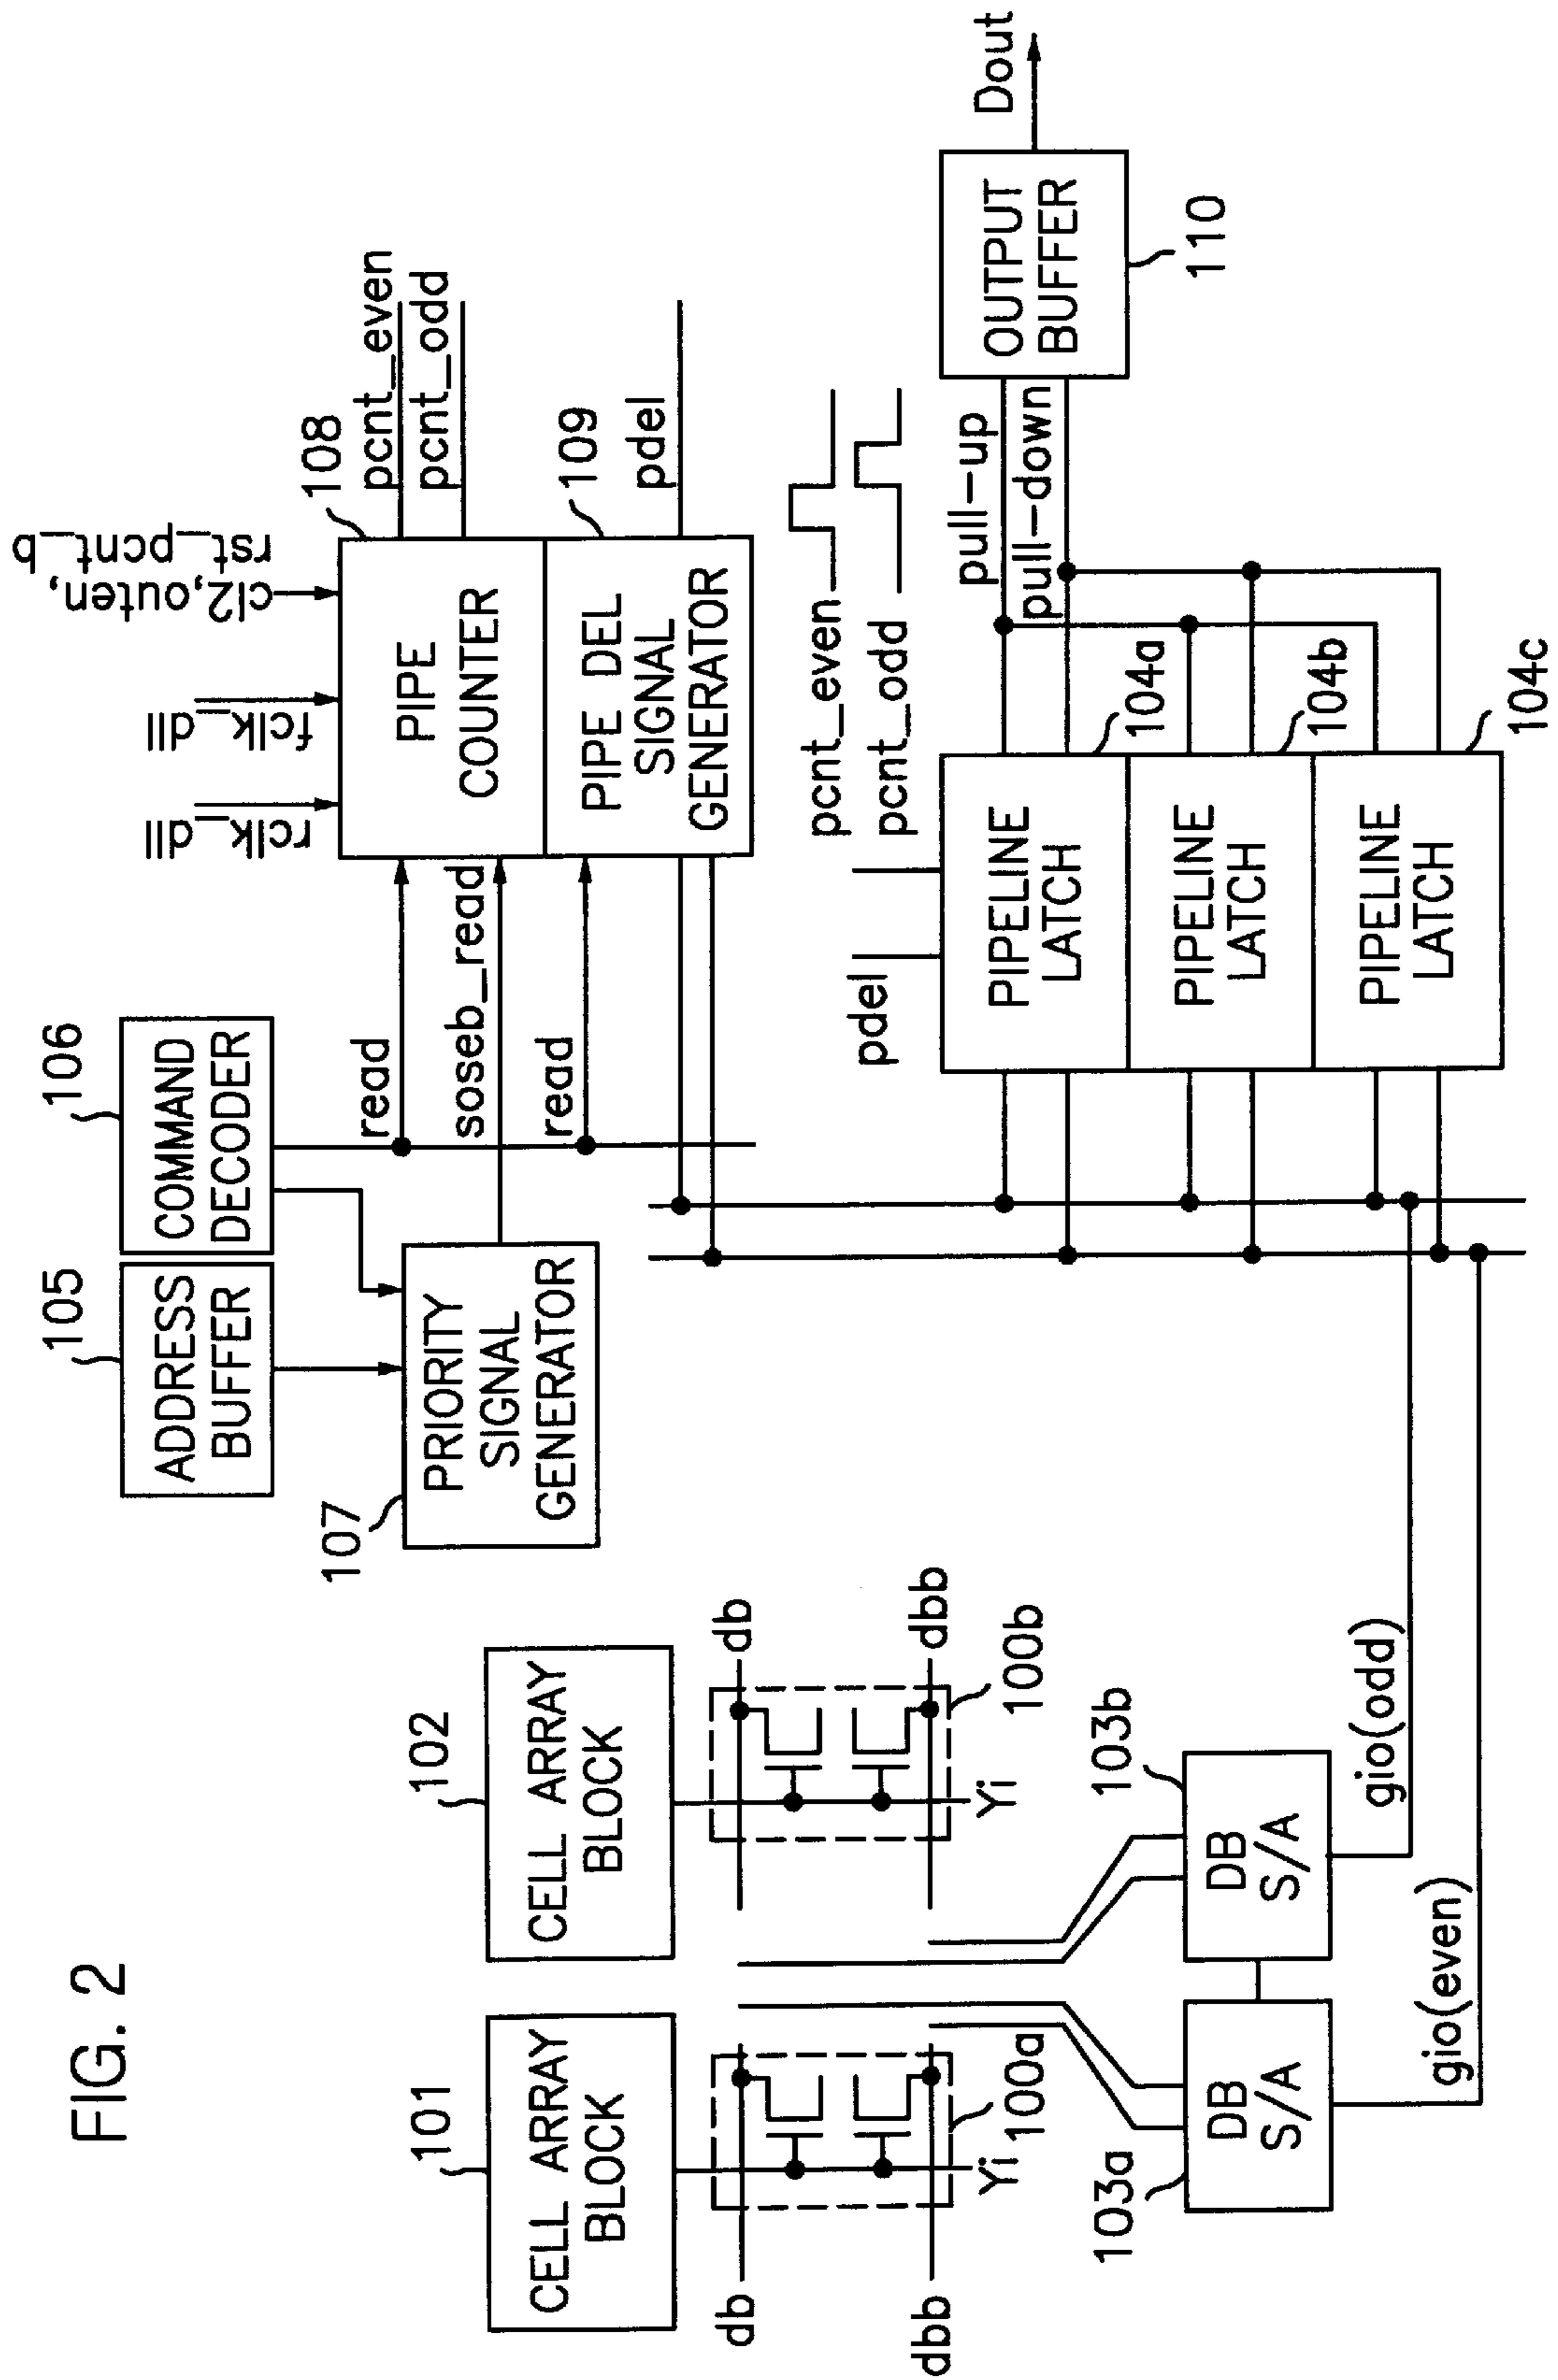 FIG. 2
101
CELL ARRAY
BLOCK
102
CELL ARRAY
BLOCK
db
dbb
Yi
100a
db
dbb
Yi
100b
103a
DB
S/A
103b
DB
S/A
gio(even)
gio(odd)
105
ADDRESS
BUFFER
106
COMMAND
DECODER
107
PRIORITY
SIGNAL
GENERATOR
read
soseb_read
read
rclk_dll
fclk_dll
cl2,outen,
rst_pcnt_b
108
PIPE
COUNTER
pcnt_even
pcnt_odd
109
PIPE DEL
SIGNAL
GENERATOR
pdel
pdel
pcnt_even
pcnt_odd
PIPELINE
LATCH
104a
PIPELINE
LATCH
104b
PIPELINE
LATCH
104c
pull-up
pull-down
OUTPUT
BUFFER
110
Dout